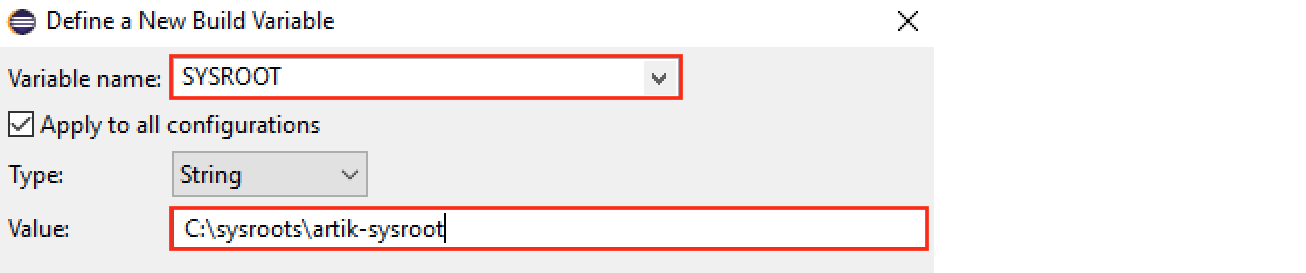 Define a New Build Variable
Variable name: SYSROOT
Apply to all configurations
Type: String
Value: C:\sysroots\artik-sysroot